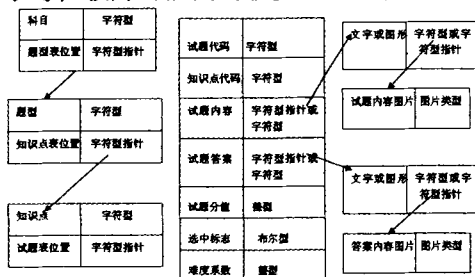 科目 字符型
题型表位置 字符型指针
题型 字符型
知识点表位置 字符型指针
知识点 字符型
试题表位置 字符型指针
试题代码 字符型
知识点代码 字符型
试题内容 字符型指针或
字符型
试题答案 字符型指针或
字符型
试题分值 整型
选中标志 布尔型
难度系数 整型
文字或图形 字符型或字
符型指针
试题内容图片 图片类型
文字或图形 字符型或字
符型指针
答案内容图片 图片类型